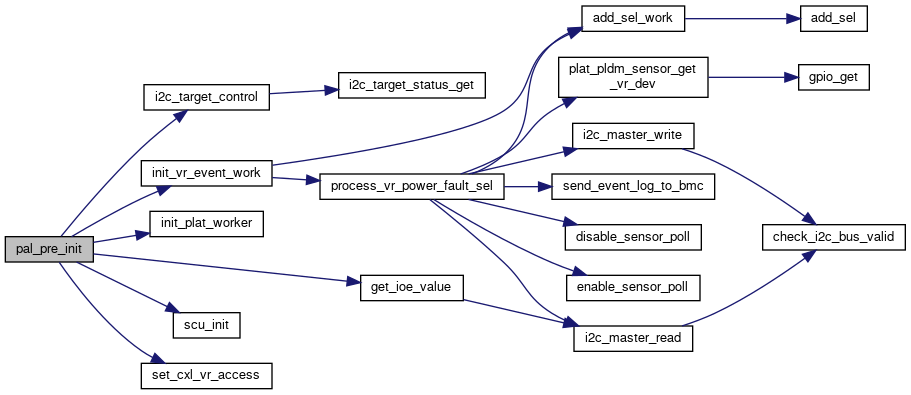 add_sel_work
add_sel
plat_pldm_sensor_get
_vr_dev
gpio_get
i2c_target_control
i2c_target_status_get
i2c_master_write
init_vr_event_work
process_vr_power_fault_sel
send_event_log_to_bmc
init_plat_worker
disable_sensor_poll
check_i2c_bus_valid
pal_pre_init
get_ioe_value
enable_sensor_poll
scu_init
i2c_master_read
set_cxl_vr_access